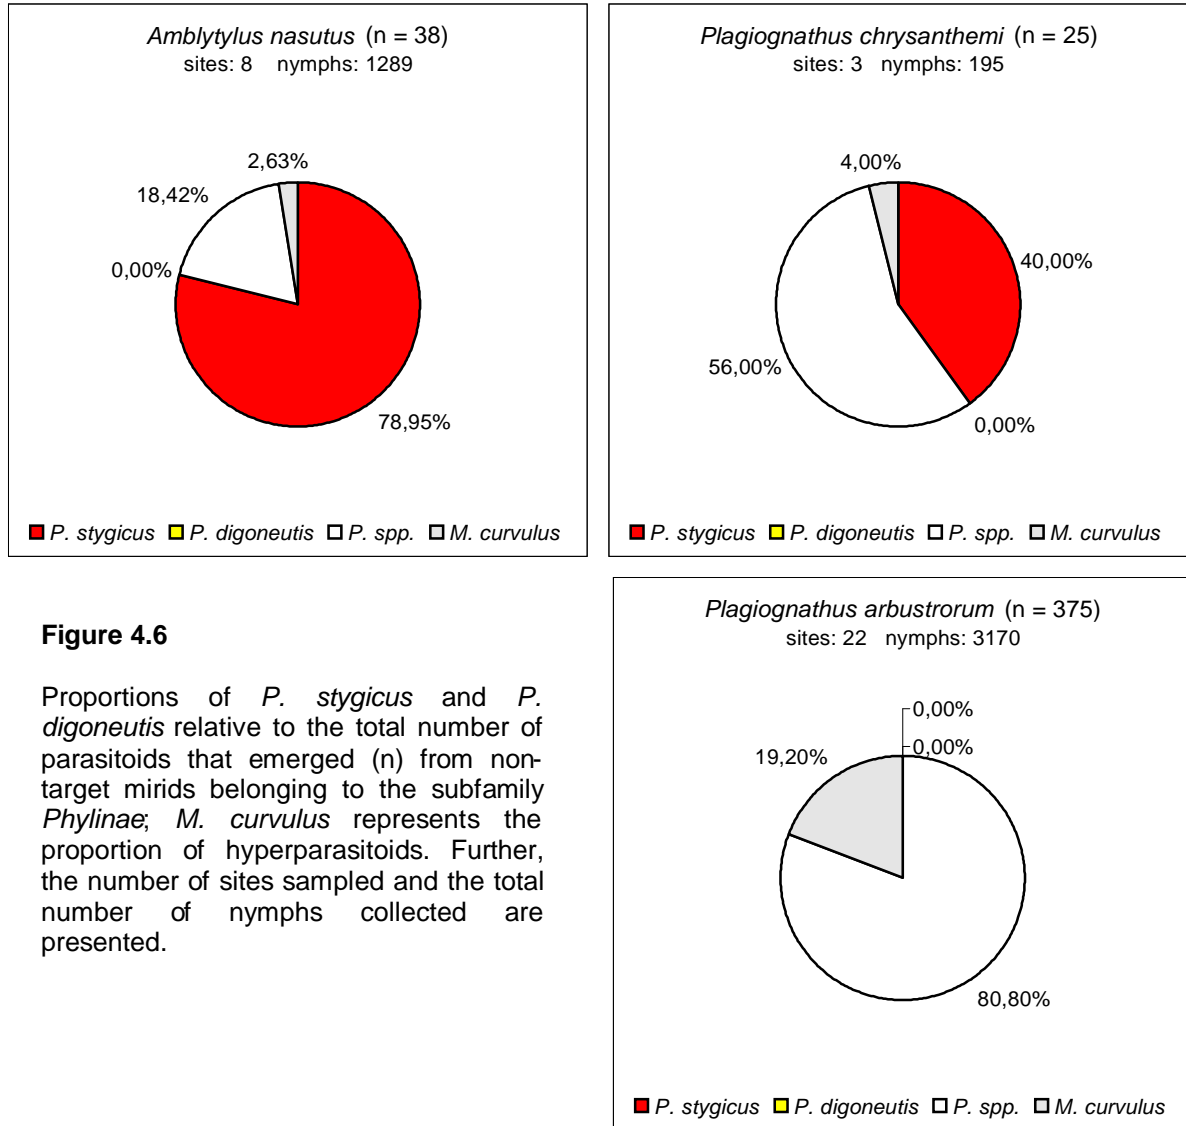 Amblytylus nasutus (n = 38)
sites: 8 nymphs: 1289
2,63%
18,42%
0,00%
78,95%
P. stygicus P. digoneutis P. spp. M. curvulus
Plagiognathus chrysanthemi (n = 25)
sites: 3 nymphs: 195
4,00%
40,00%
56,00%
0,00%
P. stygicus P. digoneutis P. spp. M. curvulus
Figure 4.6
Proportions of P. stygicus and P.
digoneutis relative to the total number of
parasitoids that emerged (n) from non-
target mirids belonging to the subfamily
Phylinae; M. curvulus represents the
proportion of hyperparasitoids. Further,
the number of sites sampled and the total
number of nymphs collected are
presented.
Plagiognathus arbustrorum (n = 375)
sites: 22 nymphs: 3170
0,00%
0,00%
19,20%
80,80%
P. stygicus P. digoneutis P. spp. M. curvulus